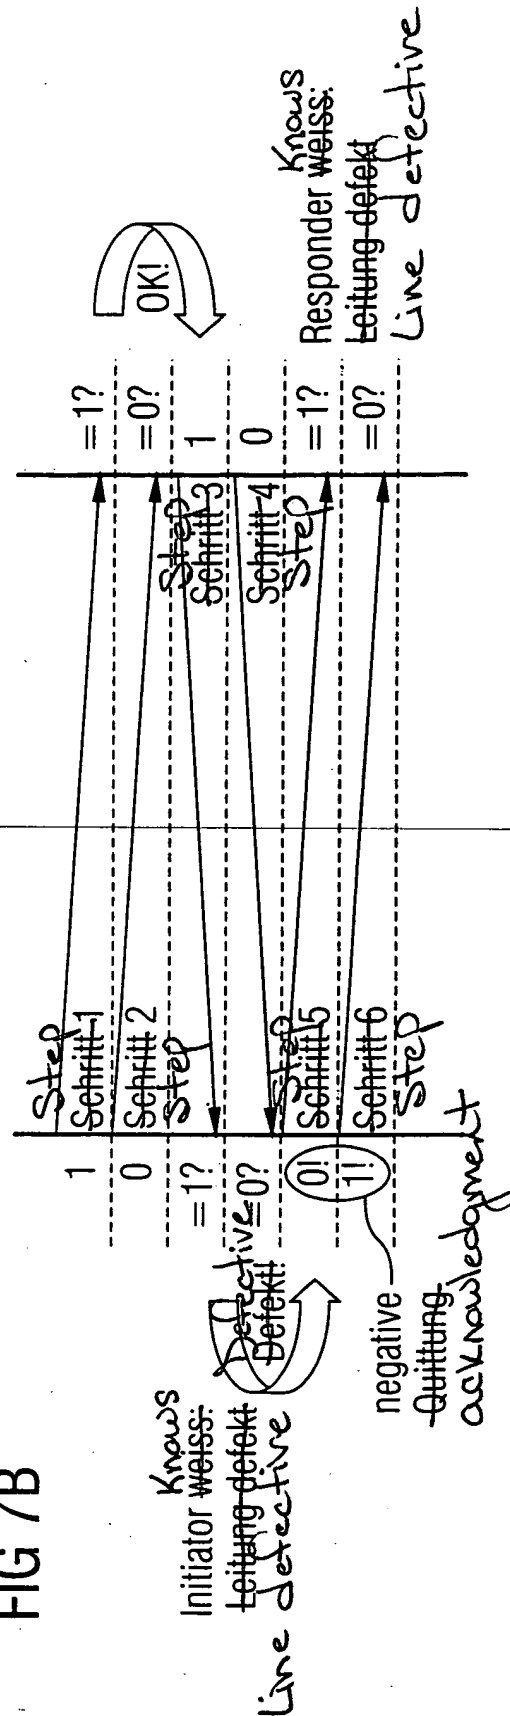 FIG 7B
Initiator weiss: Knows
Leitung defekt
Line detective
Defekt!
Defective
negative
Quittung
acknowledgment
1
0
=1?
=0?
0!
1!
Step
Schritt 1
Schritt 2
Step
Step
Schritt 5
Schritt 6
Step
Step
Schritt 3
Schritt 4
Step
=1?
=0?
1
0
=1?
=0?
OK!
Responder weiss: Knows
Leitung defekt
Line detective